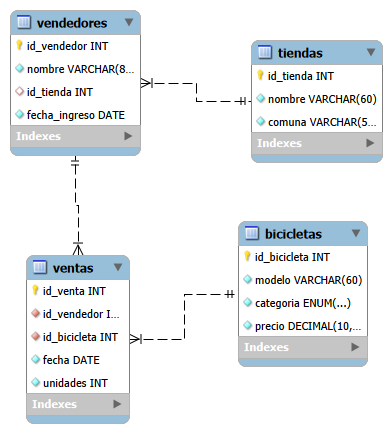 vendedores
id_vendedor INT
nombre VARCHAR(8...
id_tienda INT
fecha_ingreso DATE
Indexes
tiendas
id_tienda INT
nombre VARCHAR(60)
comuna VARCHAR(5...
Indexes
ventas
id_venta INT
id_vendedor I...
id_bicicleta INT
fecha DATE
unidades INT
Indexes
bicicletas
id_bicicleta INT
modelo VARCHAR(60)
categoria ENUM(...)
precio DECIMAL(10,...
Indexes